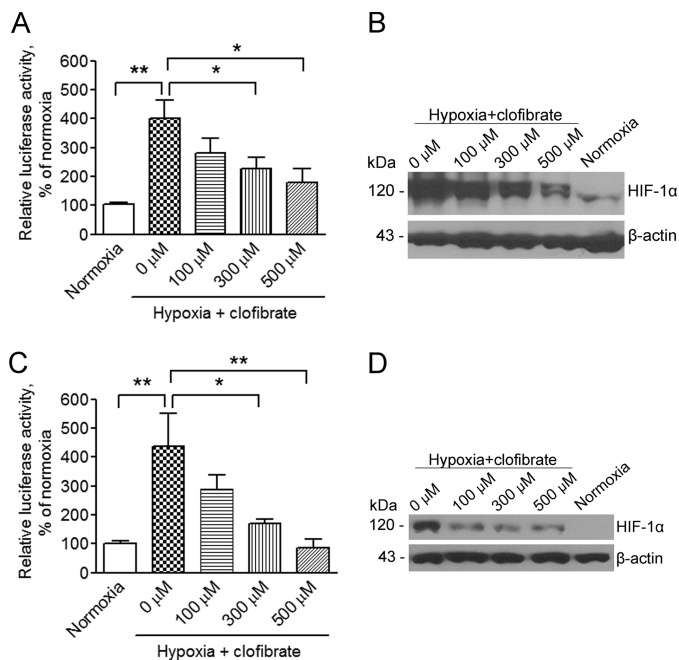 A
Relative luciferase activity,
% of normoxia
600
500
400
300
200
100
0
**
*
*
Normoxia
0 μM
100 μM
300 μM
500 μM
Hypoxia + clofibrate
B
Hypoxia+clofibrate
kDa
0 μM
100 μM
300 μM
500 μM
Normoxia
120 -
HIF-1α
43 -
β-actin
C
Relative luciferase activity,
% of normoxia
600
500
400
300
200
100
0
**
*
**
Normoxia
0 μM
100 μM
300 μM
500 μM
Hypoxia + clofibrate
D
Hypoxia+clofibrate
kDa
0 μM
100 μM
300 μM
500 μM
Normoxia
120 -
HIF-1α
43 -
β-actin